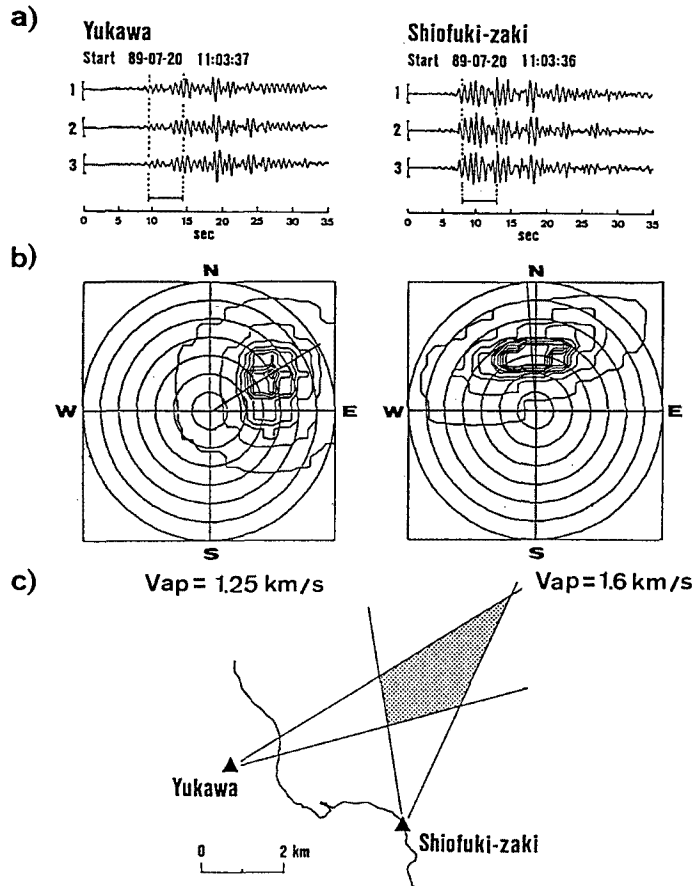 a)
Yukawa
Start 89-07-20 11:03:37
1
2
3
0 5 10 15 20 25 30 35
sec
Shiofuki-zaki
Start 89-07-20 11:03:36
1
2
3
0 5 10 15 20 25 30 35
sec
b)
N
W E
S
N
W E
S
Vap= 1.25 km/s
Vap=1.6 km/s
c)
Yukawa
Shiofuki-zaki
0 2 km